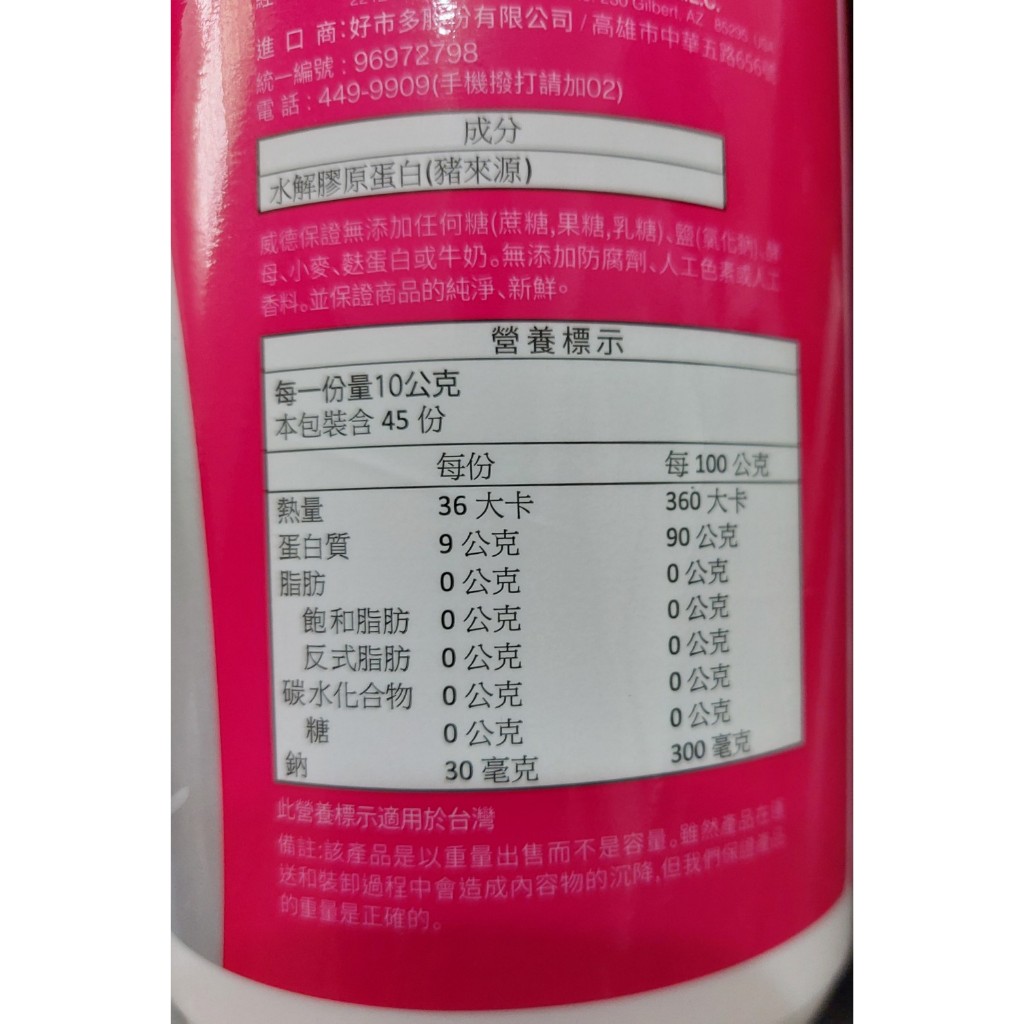 Gilbert, AZ 85295 USA
進口商:好市多股份有限公司/高雄市中華五路656號
統一編號:96972798
電話:449-9909(手機撥打請加02)
成分
水解膠原蛋白(豬來源)
威德保證無添加任何糖(蔗糖,果糖,乳糖)、鹽(氯化鈉)、酵
母、小麥、麩蛋白或牛奶。無添加防腐劑、人工色素或人工
香料。並保證商品的純淨、新鮮。
營養標示
每一份量10公克
本包裝含 45 份
每份 每 100 公克
熱量 36 大卡 360 大卡
蛋白質 9 公克 90 公克
脂肪 0 公克 0 公克
飽和脂肪 0 公克 0 公克
反式脂肪 0 公克 0 公克
碳水化合物 0 公克 0 公克
糖 0 公克 0 公克
鈉 30 毫克 300 毫克
此營養標示適用於台灣
備註:該產品是以重量出售而不是容量。雖然產品在運
送和裝卸過程中會造成內容物的沉降,但我們保證產品
的重量是正確的。